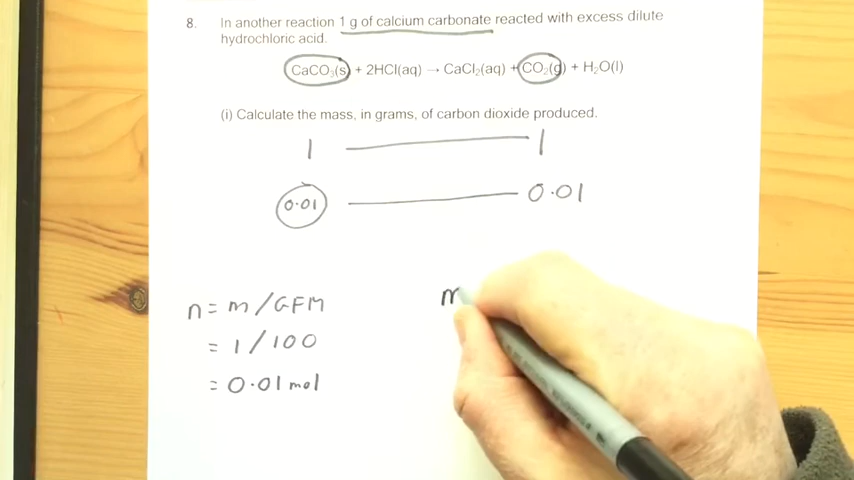 8. In another reaction 1 g of calcium carbonate reacted with excess dilute
hydrochloric acid.
CaCO₃(s) + 2HCl(aq) → CaCl₂(aq) + CO₂(g) + H₂O(l)
(i) Calculate the mass, in grams, of carbon dioxide produced.
1 1
0.01 0.01
n = m/GFM m
= 1/100
= 0.01 mol